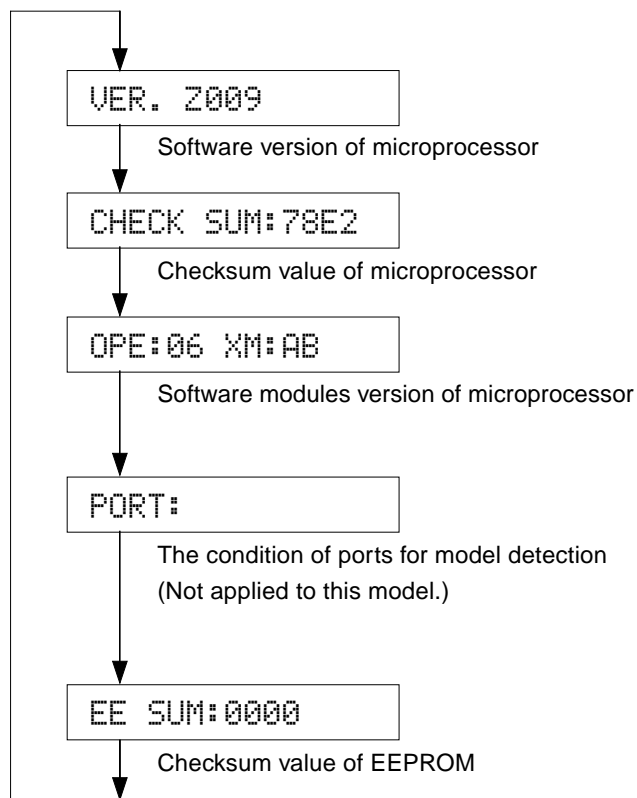 VER. Z009
Software version of microprocessor
CHECK SUM:78E2
Checksum value of microprocessor
OPE:06 XM:AB
Software modules version of microprocessor
PORT:
The condition of ports for model detection
(Not applied to this model.)
EE SUM:0000
Checksum value of EEPROM